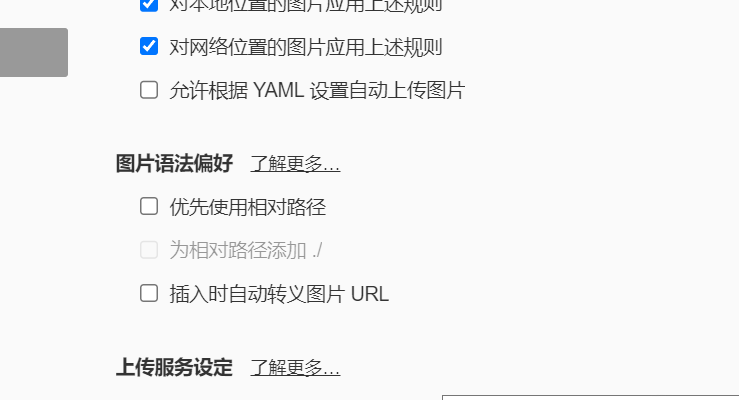 对本地位置的图片应用上述规则
对网络位置的图片应用上述规则
允许根据 YAML 设置自动上传图片
图片语法偏好 了解更多...
优先使用相对路径
为相对路径添加 ./
插入时自动转义图片 URL
上传服务设定 了解更多...